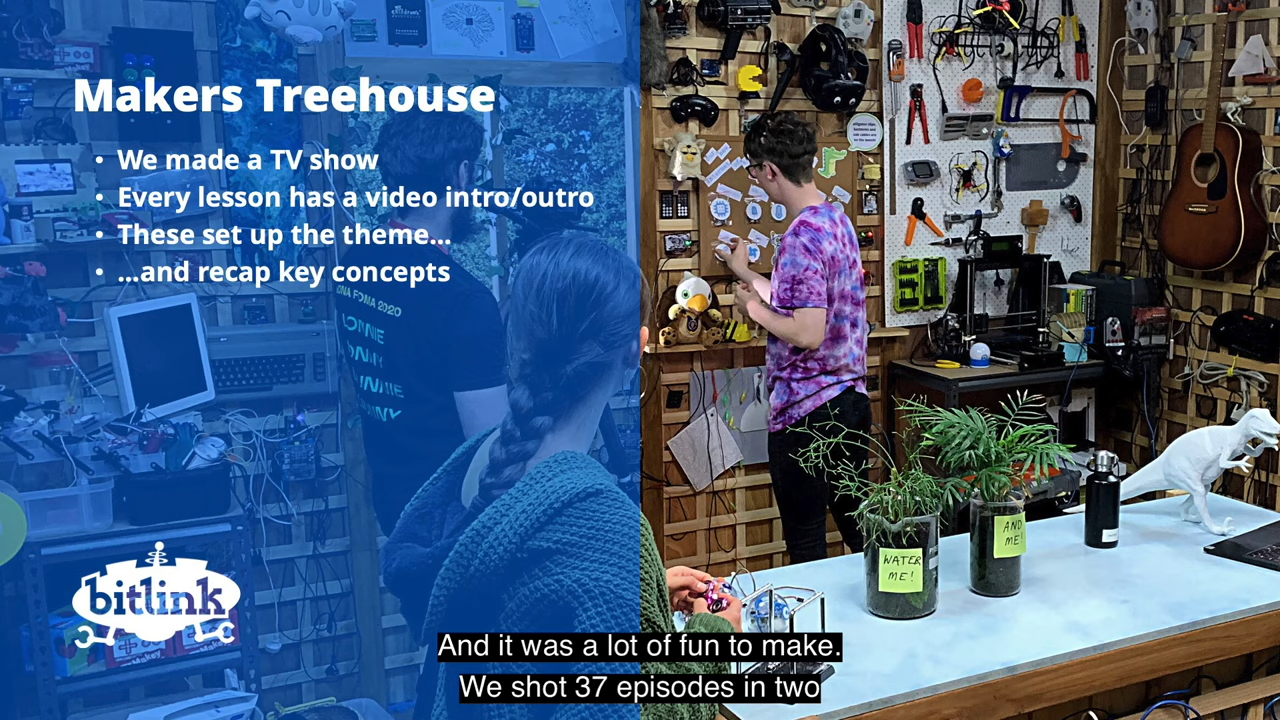 Makers Treehouse
• We made a TV show
• Every lesson has a video intro/outro
• These set up the theme...
• ...and recap key concepts
LONNIE
WATER
ME!
AND
ME!
bitlink
And it was a lot of fun to make.
We shot 37 episodes in two